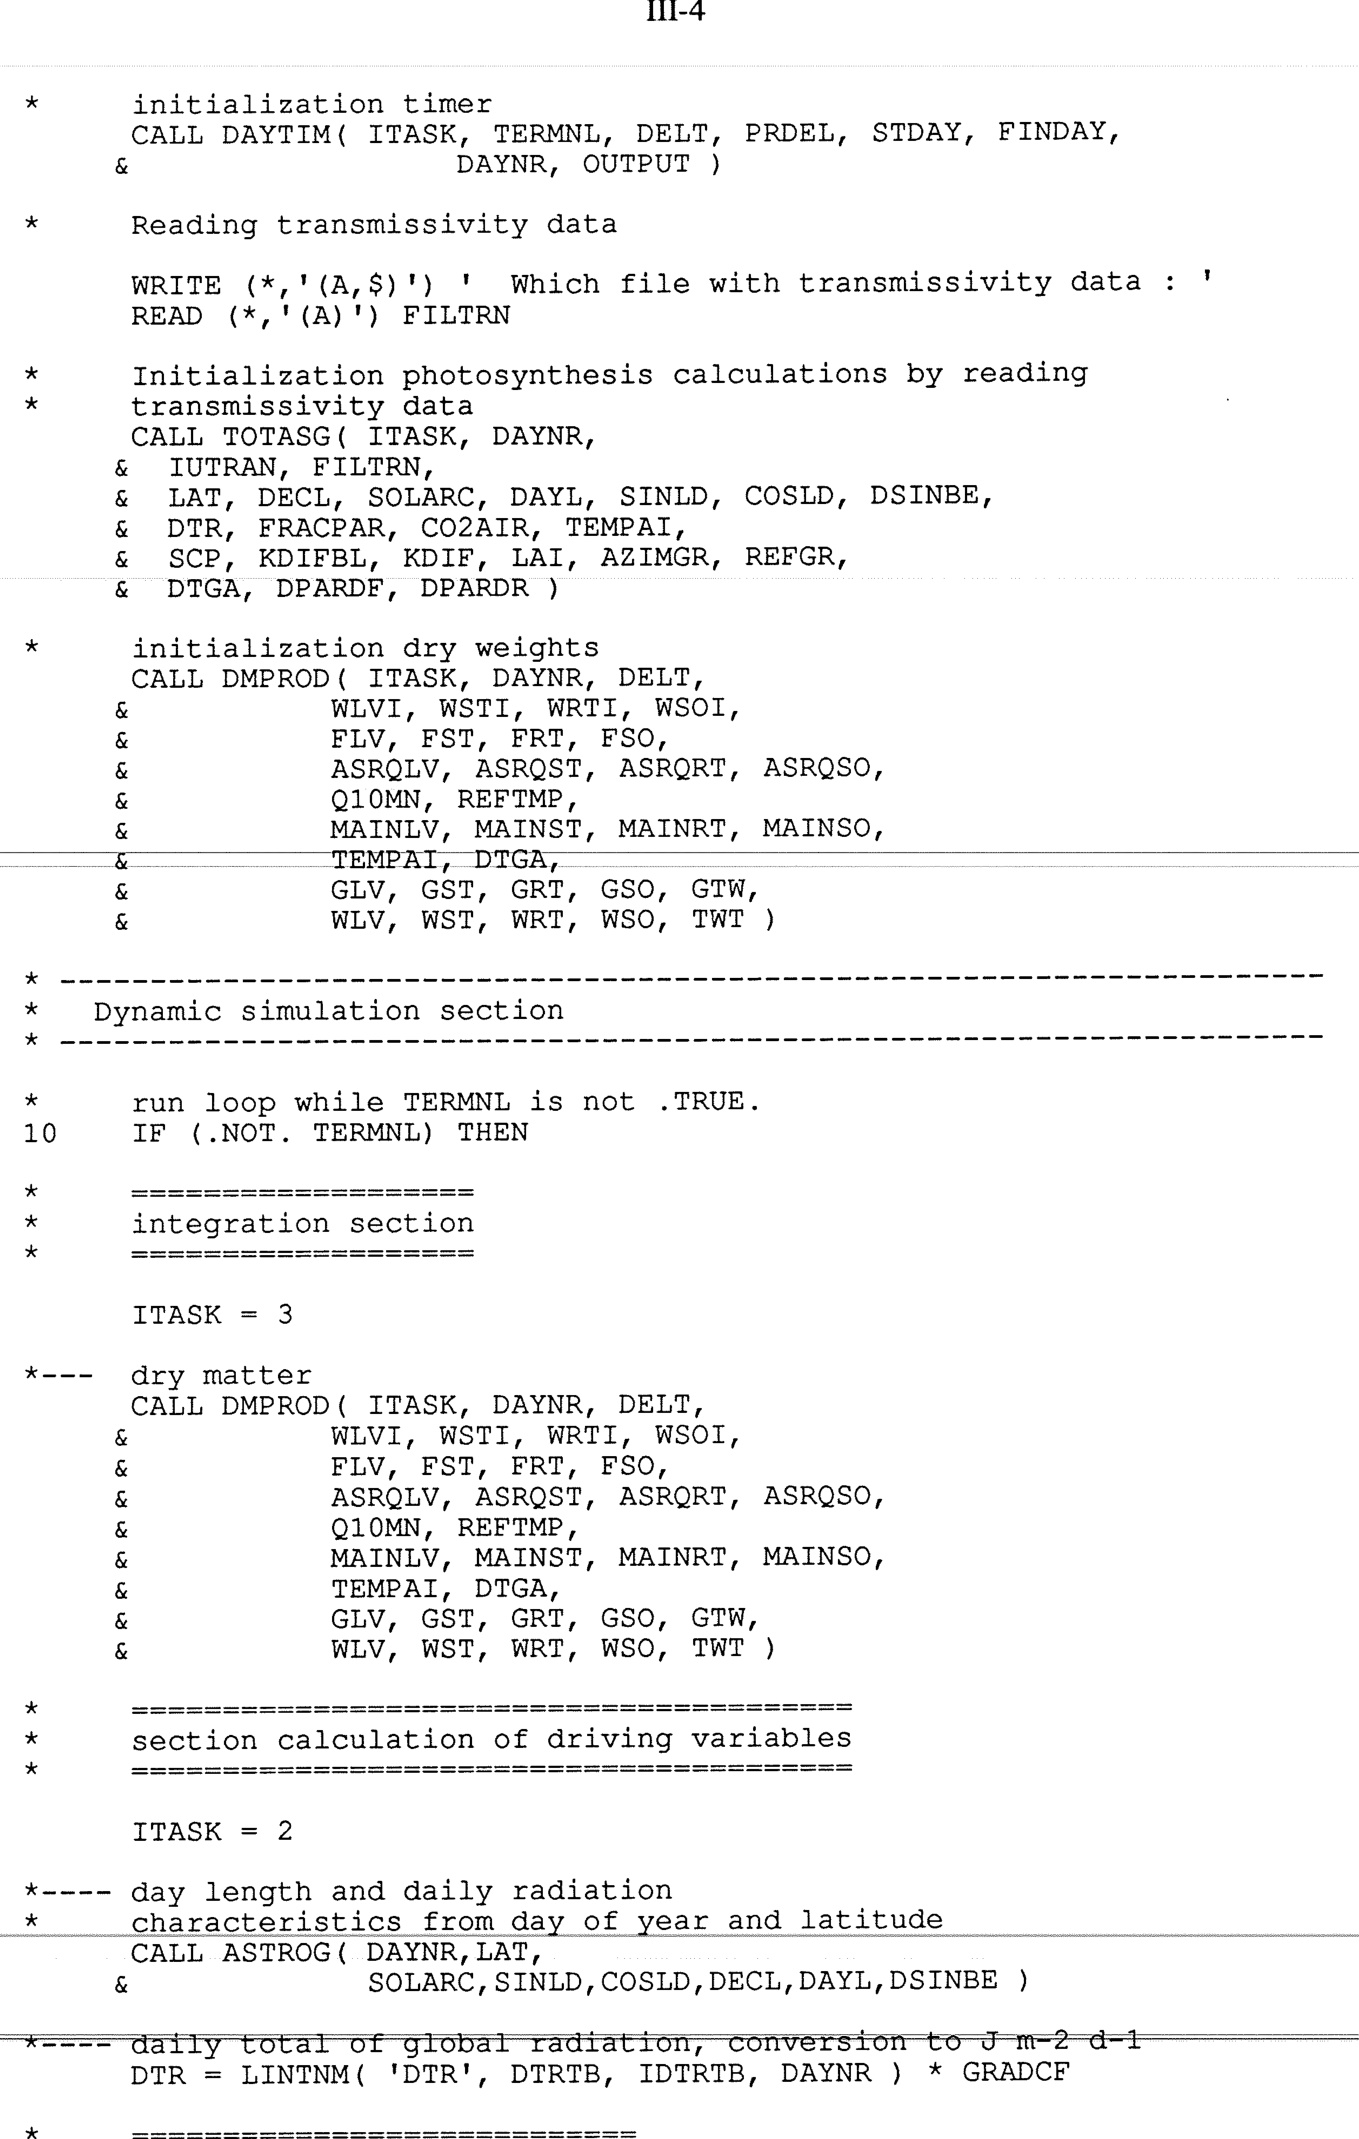 III-4
*     initialization timer
      CALL DAYTIM( ITASK, TERMNL, DELT, PRDEL, STDAY, FINDAY,
     &                  DAYNR, OUTPUT )
*     Reading transmissivity data
      WRITE (*,'(A,$)') '  Which file with transmissivity data : '
      READ (*,'(A)') FILTRN
*     Initialization photosynthesis calculations by reading
*     transmissivity data
      CALL TOTASG( ITASK, DAYNR,
     &  IUTRAN, FILTRN,
     &  LAT, DECL, SOLARC, DAYL, SINLD, COSLD, DSINBE,
     &  DTR, FRACPAR, CO2AIR, TEMPAI,
     &  SCP, KDIFBL, KDIF, LAI, AZIMGR, REFGR,
     &  DTGA, DPARDF, DPARDR )
*     initialization dry weights
      CALL DMPROD( ITASK, DAYNR, DELT,
     &           WLVI, WSTI, WRTI, WSOI,
     &           FLV, FST, FRT, FSO,
     &           ASRQLV, ASRQST, ASRQRT, ASRQSO,
     &           Q10MN, REFTMP,
     &           MAINLV, MAINST, MAINRT, MAINSO,
     &           TEMPAI, DTGA,
     &           GLV, GST, GRT, GSO, GTW,
     &           WLV, WST, WRT, WSO, TWT )
* ----------------------------------------------------------------------
*   Dynamic simulation section
* ----------------------------------------------------------------------
*     run loop while TERMNL is not .TRUE.
10    IF (.NOT. TERMNL) THEN
*     ===================
*     integration section
*     ===================
      ITASK = 3
*---  dry matter
      CALL DMPROD( ITASK, DAYNR, DELT,
     &           WLVI, WSTI, WRTI, WSOI,
     &           FLV, FST, FRT, FSO,
     &           ASRQLV, ASRQST, ASRQRT, ASRQSO,
     &           Q10MN, REFTMP,
     &           MAINLV, MAINST, MAINRT, MAINSO,
     &           TEMPAI, DTGA,
     &           GLV, GST, GRT, GSO, GTW,
     &           WLV, WST, WRT, WSO, TWT )
*     ========================================
*     section calculation of driving variables
*     ========================================
      ITASK = 2
*---- day length and daily radiation
*     characteristics from day of year and latitude
      CALL ASTROG( DAYNR,LAT,
     &             SOLARC,SINLD,COSLD,DECL,DAYL,DSINBE )
*---- daily total of global radiation, conversion to J m-2 d-1
      DTR = LINTNM( 'DTR', DTRTB, IDTRTB, DAYNR ) * GRADCF
*     ============================